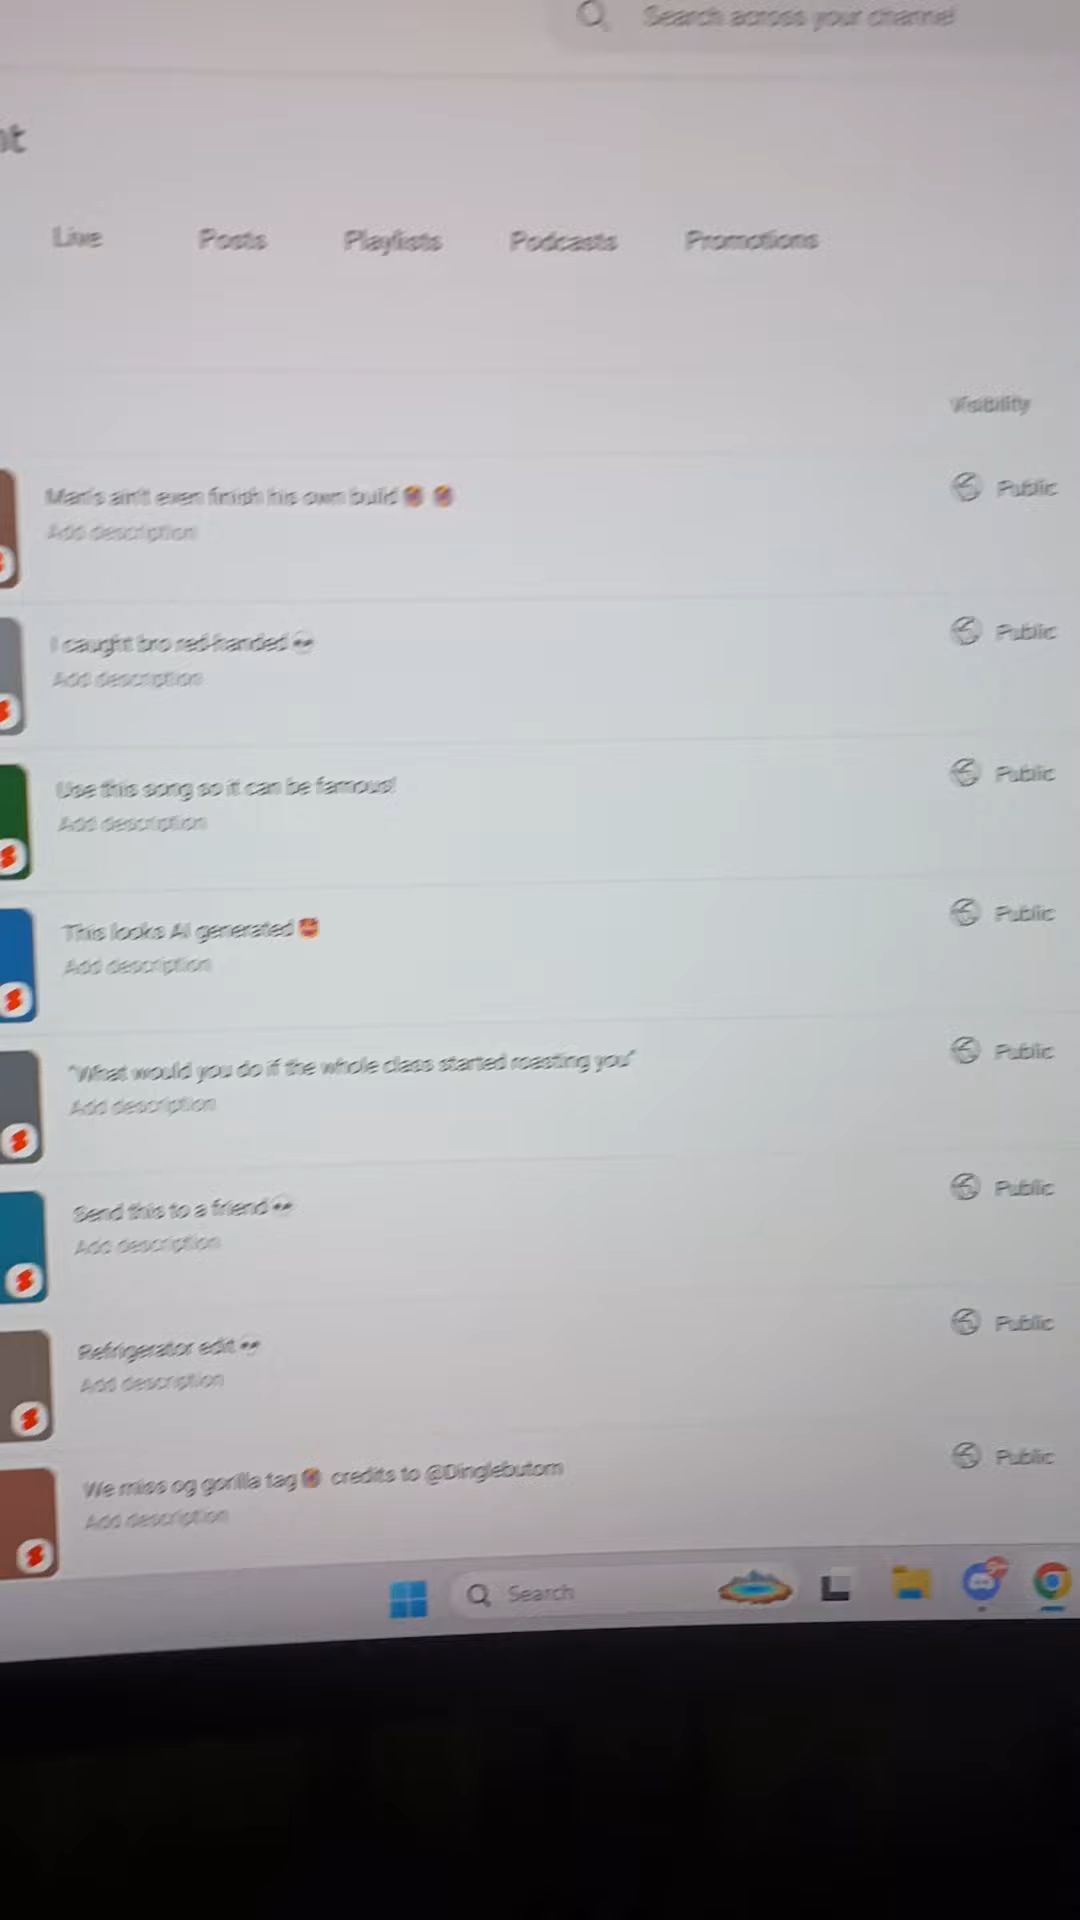 Search across your channel
nt
Live Posts Playlists Podcasts Promotions
Visibility
Man's ain't even finish his own build Public
Add description
I caught bro red-handed 💀 Public
Add description
Use this song so it can be famous! Public
Add description
This looks AI generated Public
Add description
"What would you do if the whole class started roasting you" Public
Add description
Send this to a friend 💀 Public
Add description
Refrigerator edit 💀 Public
Add description
We miss og gorilla tag credits to @Dinglebutorn Public
Add description
Search